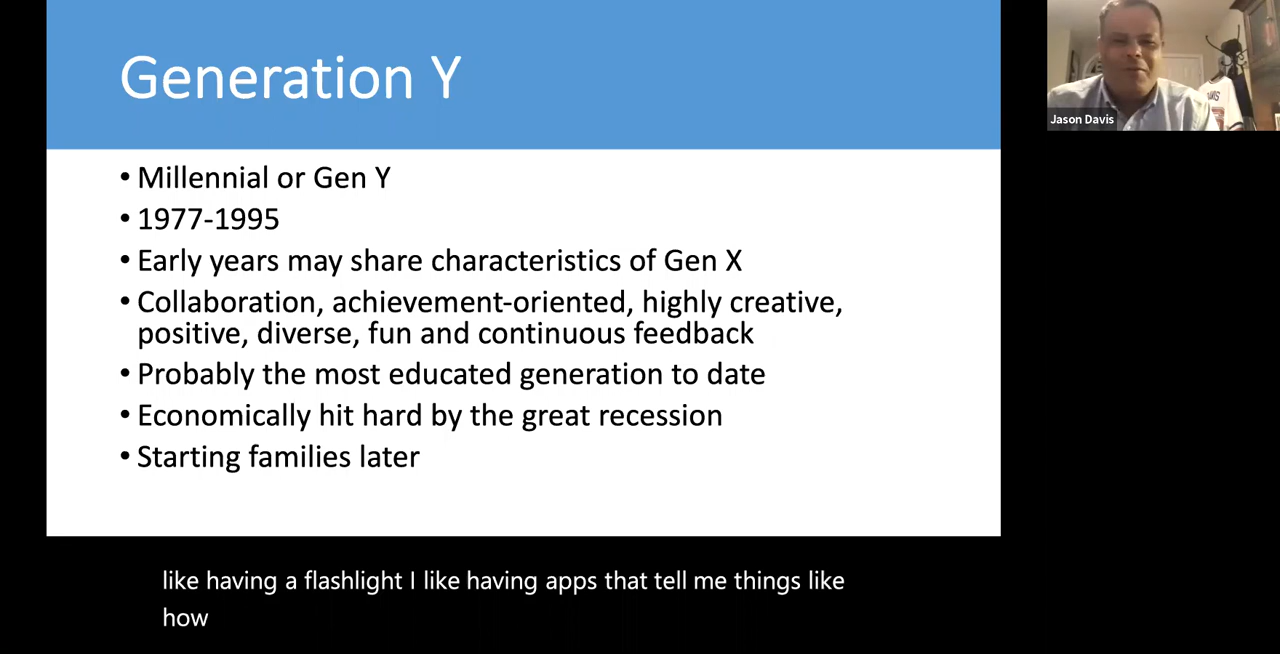 Generation Y
• Millennial or Gen Y
• 1977-1995
• Early years may share characteristics of Gen X
• Collaboration, achievement-oriented, highly creative,
positive, diverse, fun and continuous feedback
• Probably the most educated generation to date
• Economically hit hard by the great recession
• Starting families later
Jason Davis
like having a flashlight I like having apps that tell me things like
how